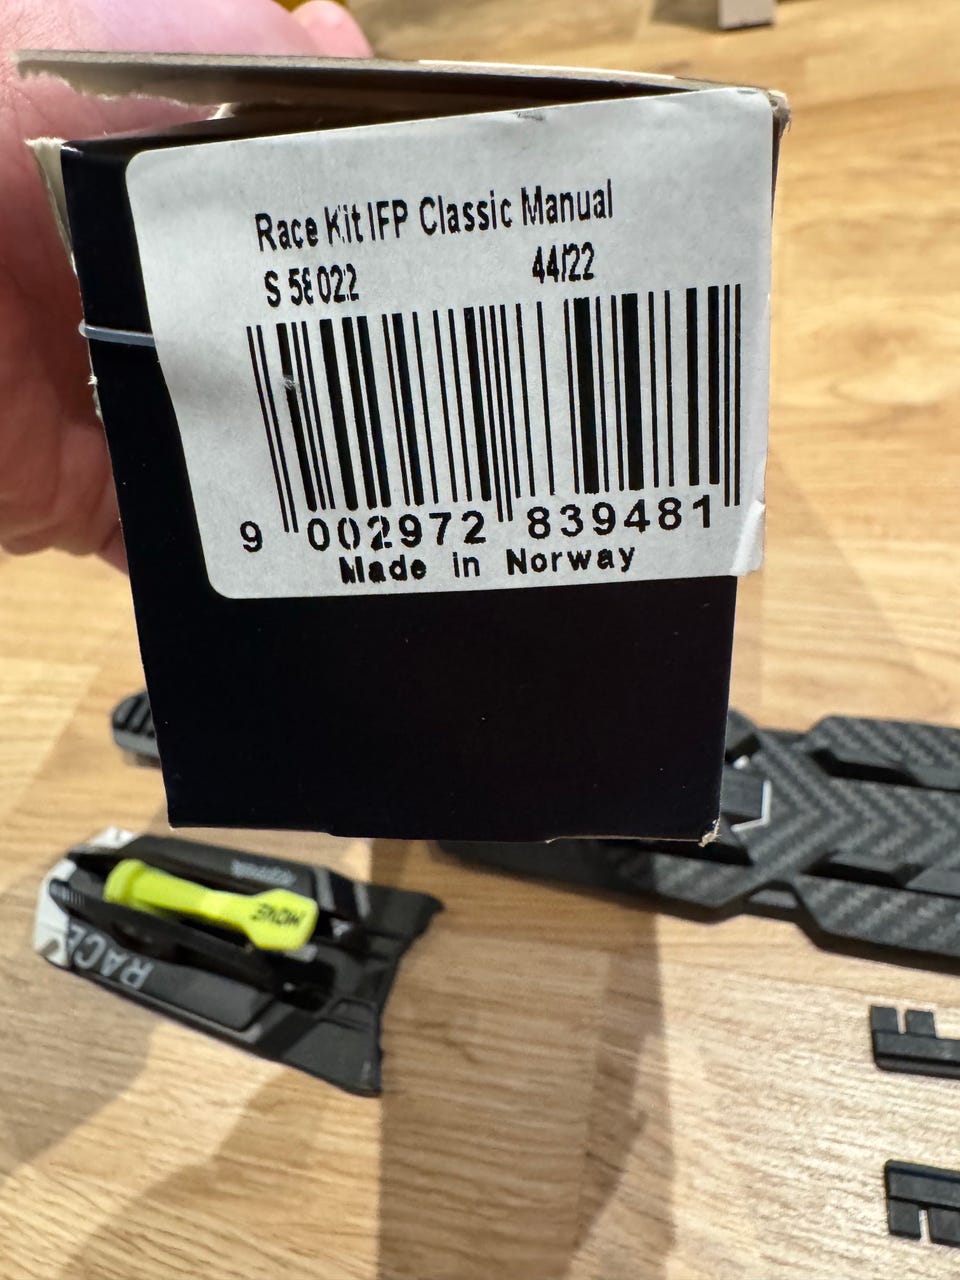 Race Kit IFP Classic Manual
S 58022 44/22
9 002972 839481
Made in Norway
MOVE
RACE